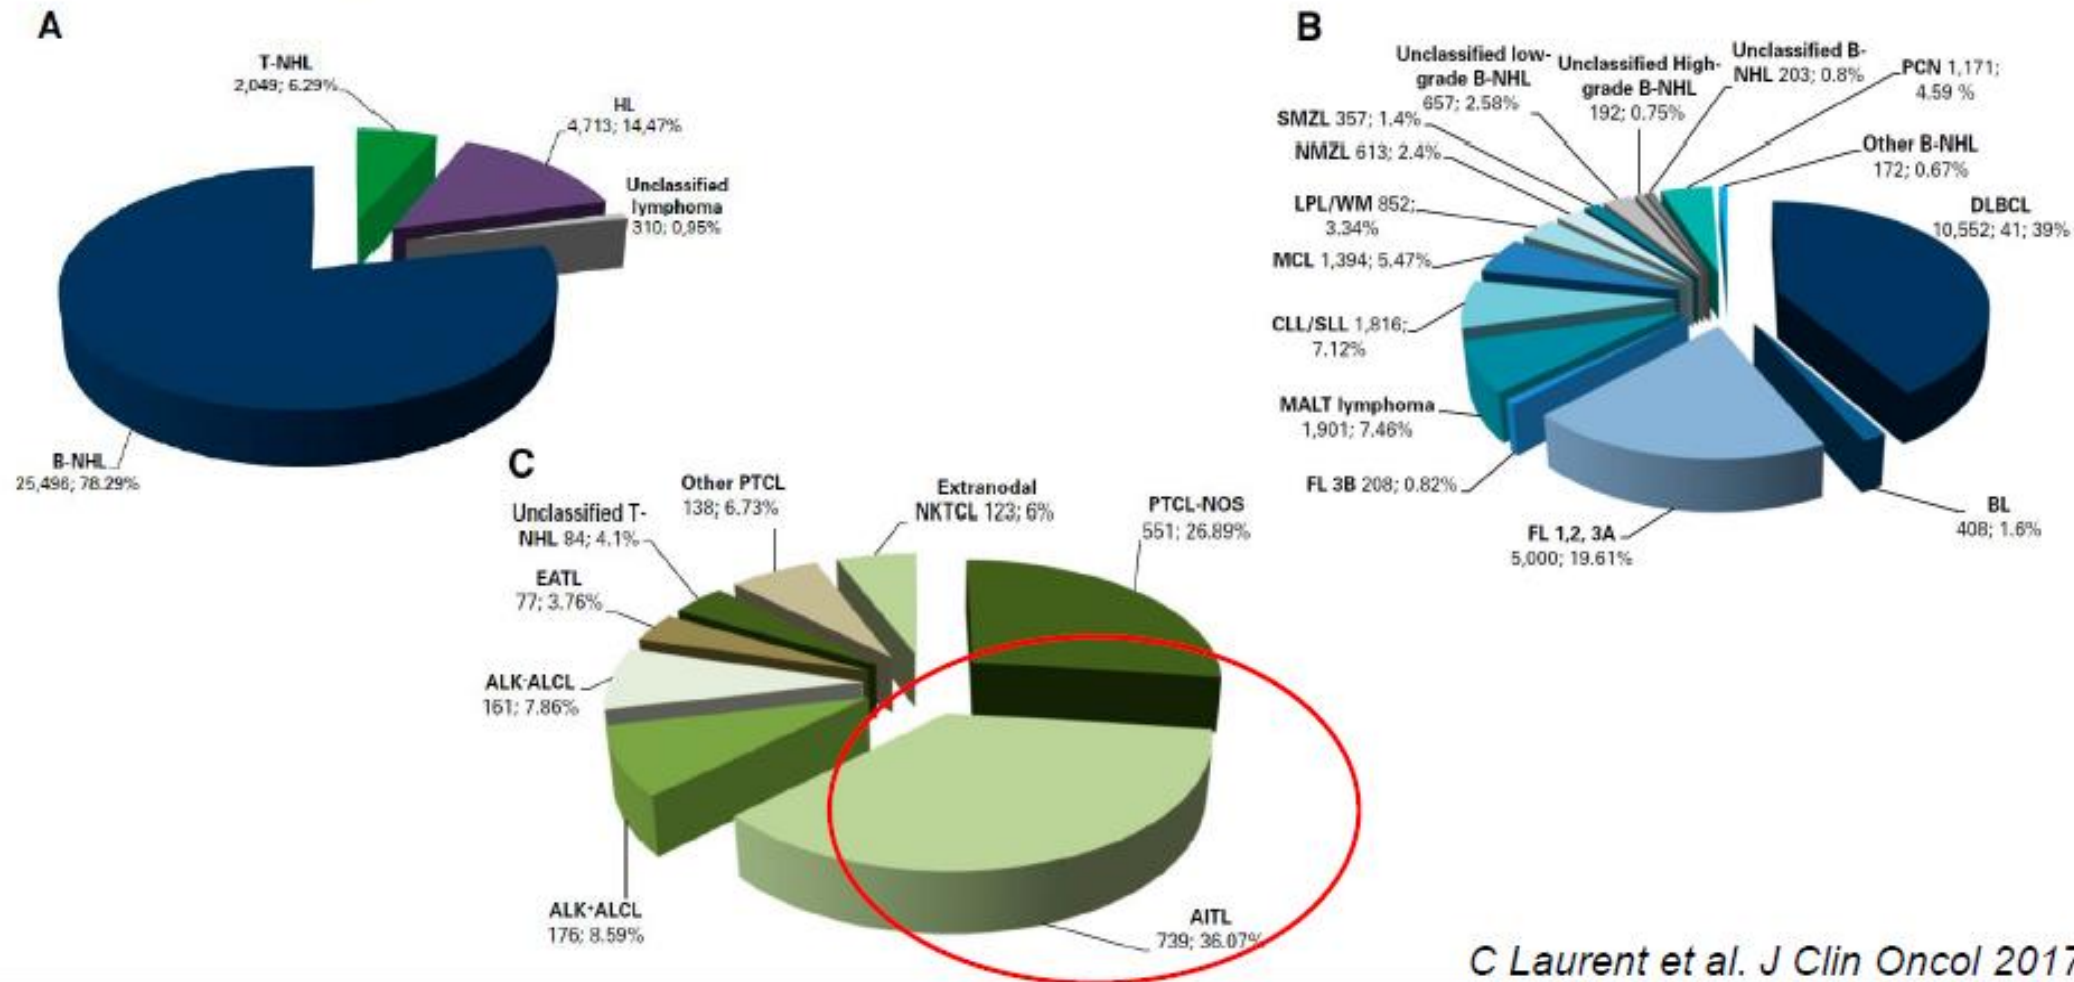 A
T-NHL
2,049; 6.29%
HL
4,713; 14,47%
Unclassified
lymphoma
310; 0,95%
B-NHL
25,496; 78.29%
B
Unclassified low-
grade B-NHL
657; 2.58%
Unclassified High-
grade B-NHL
192; 0.75%
Unclassified B-
NHL 203; 0.8%
PCN 1,171;
4.59 %
SMZL 357; 1.4%
NMZL 613; 2.4%
Other B-NHL
172; 0.67%
LPL/WM 852;
3.34%
DLBCL
10,552; 41; 39%
MCL 1,394; 5.47%
CLL/SLL 1,816;
7.12%
MALT lymphoma
1,901; 7.46%
FL 3B 208; 0.82%
FL 1,2, 3A
5,000; 19.61%
BL
408; 1.6%
C
Other PTCL
138; 6.73%
Extranodal
NKTCL 123; 6%
PTCL-NOS
551; 26.89%
Unclassified T-
NHL 84; 4.1%
EATL
77; 3.76%
ALK-ALCL
161; 7.86%
ALK+ALCL
176; 8.59%
AITL
739; 36.07%
C Laurent et al. J Clin Oncol 2017